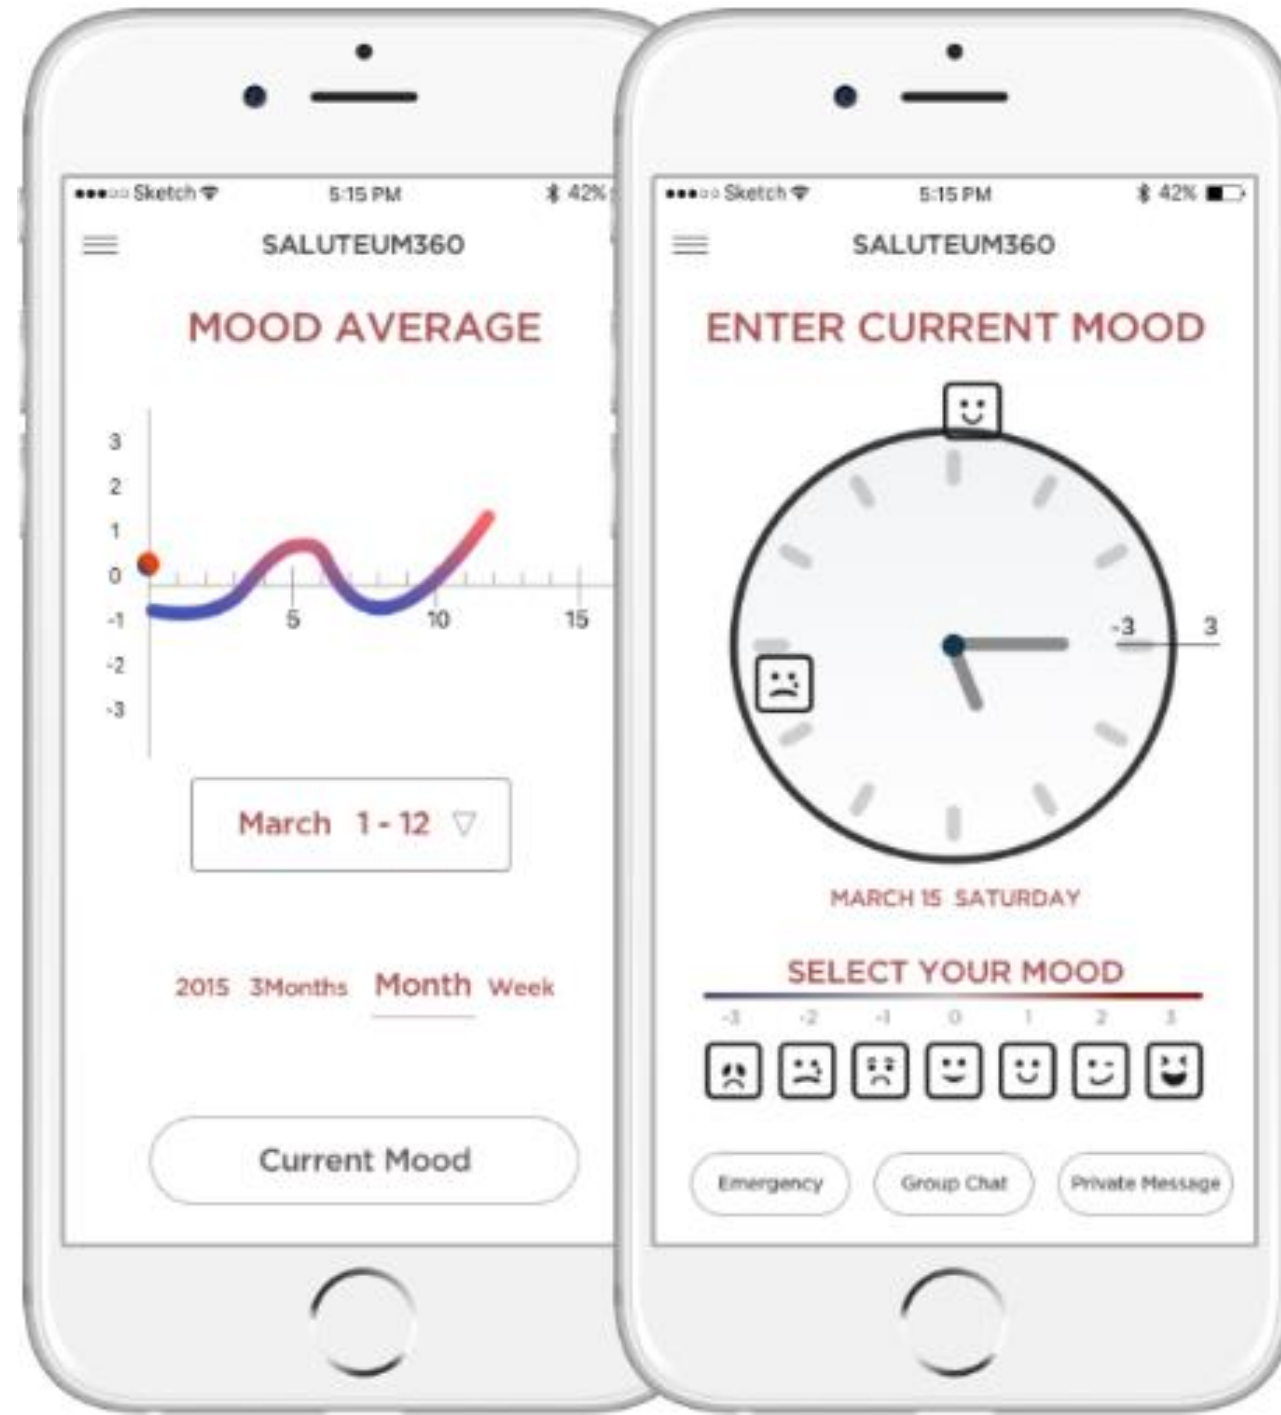 Sketch 5:15 PM 42%
SALUTEUM360
MOOD AVERAGE
3
2
1
0
-1
-2
-3
5 10 15
March 1 - 12
2015 3Months Month Week
Current Mood
Sketch 5:15 PM 42%
SALUTEUM360
ENTER CURRENT MOOD
-3 3
MARCH 15 SATURDAY
SELECT YOUR MOOD
-3 -2 -1 0 1 2 3
Emergency Group Chat Private Message